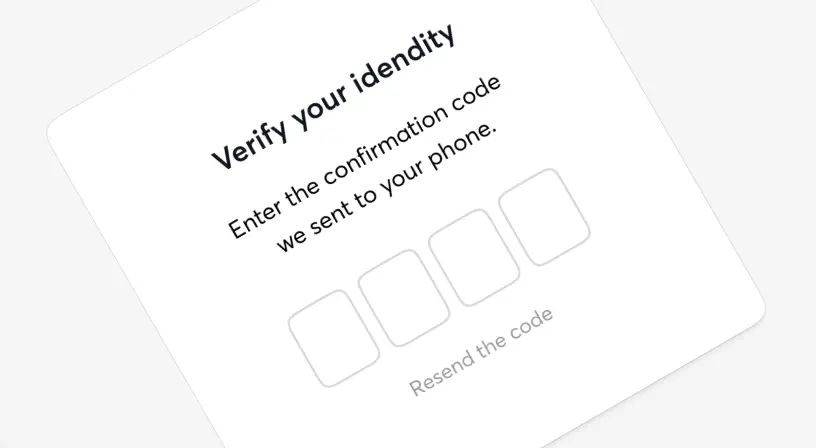 Verify your idendity
Enter the confirmation code
we sent to your phone.
Resend the code